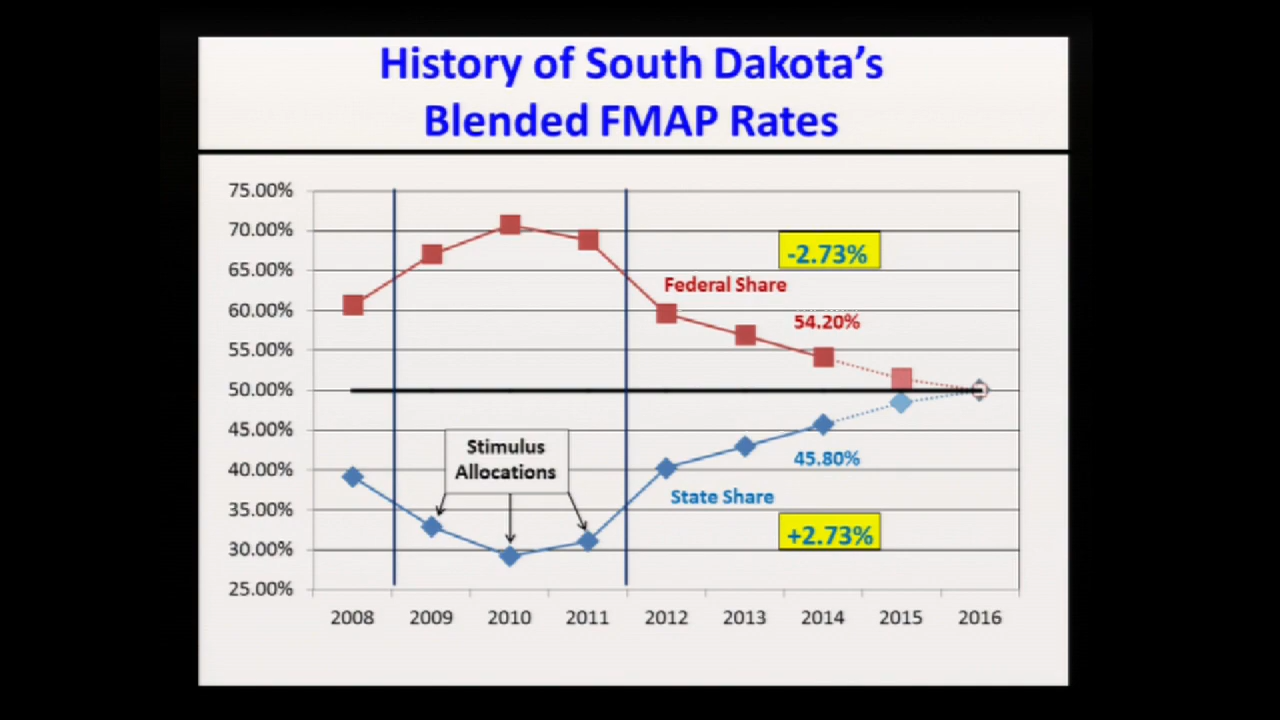 History of South Dakota’s
Blended FMAP Rates
75.00%
70.00%
65.00%
60.00%
55.00%
50.00%
45.00%
40.00%
35.00%
30.00%
25.00%
-2.73%
Federal Share
54.20%
Stimulus
Allocations
45.80%
State Share
+2.73%
2008 2009 2010 2011 2012 2013 2014 2015 2016